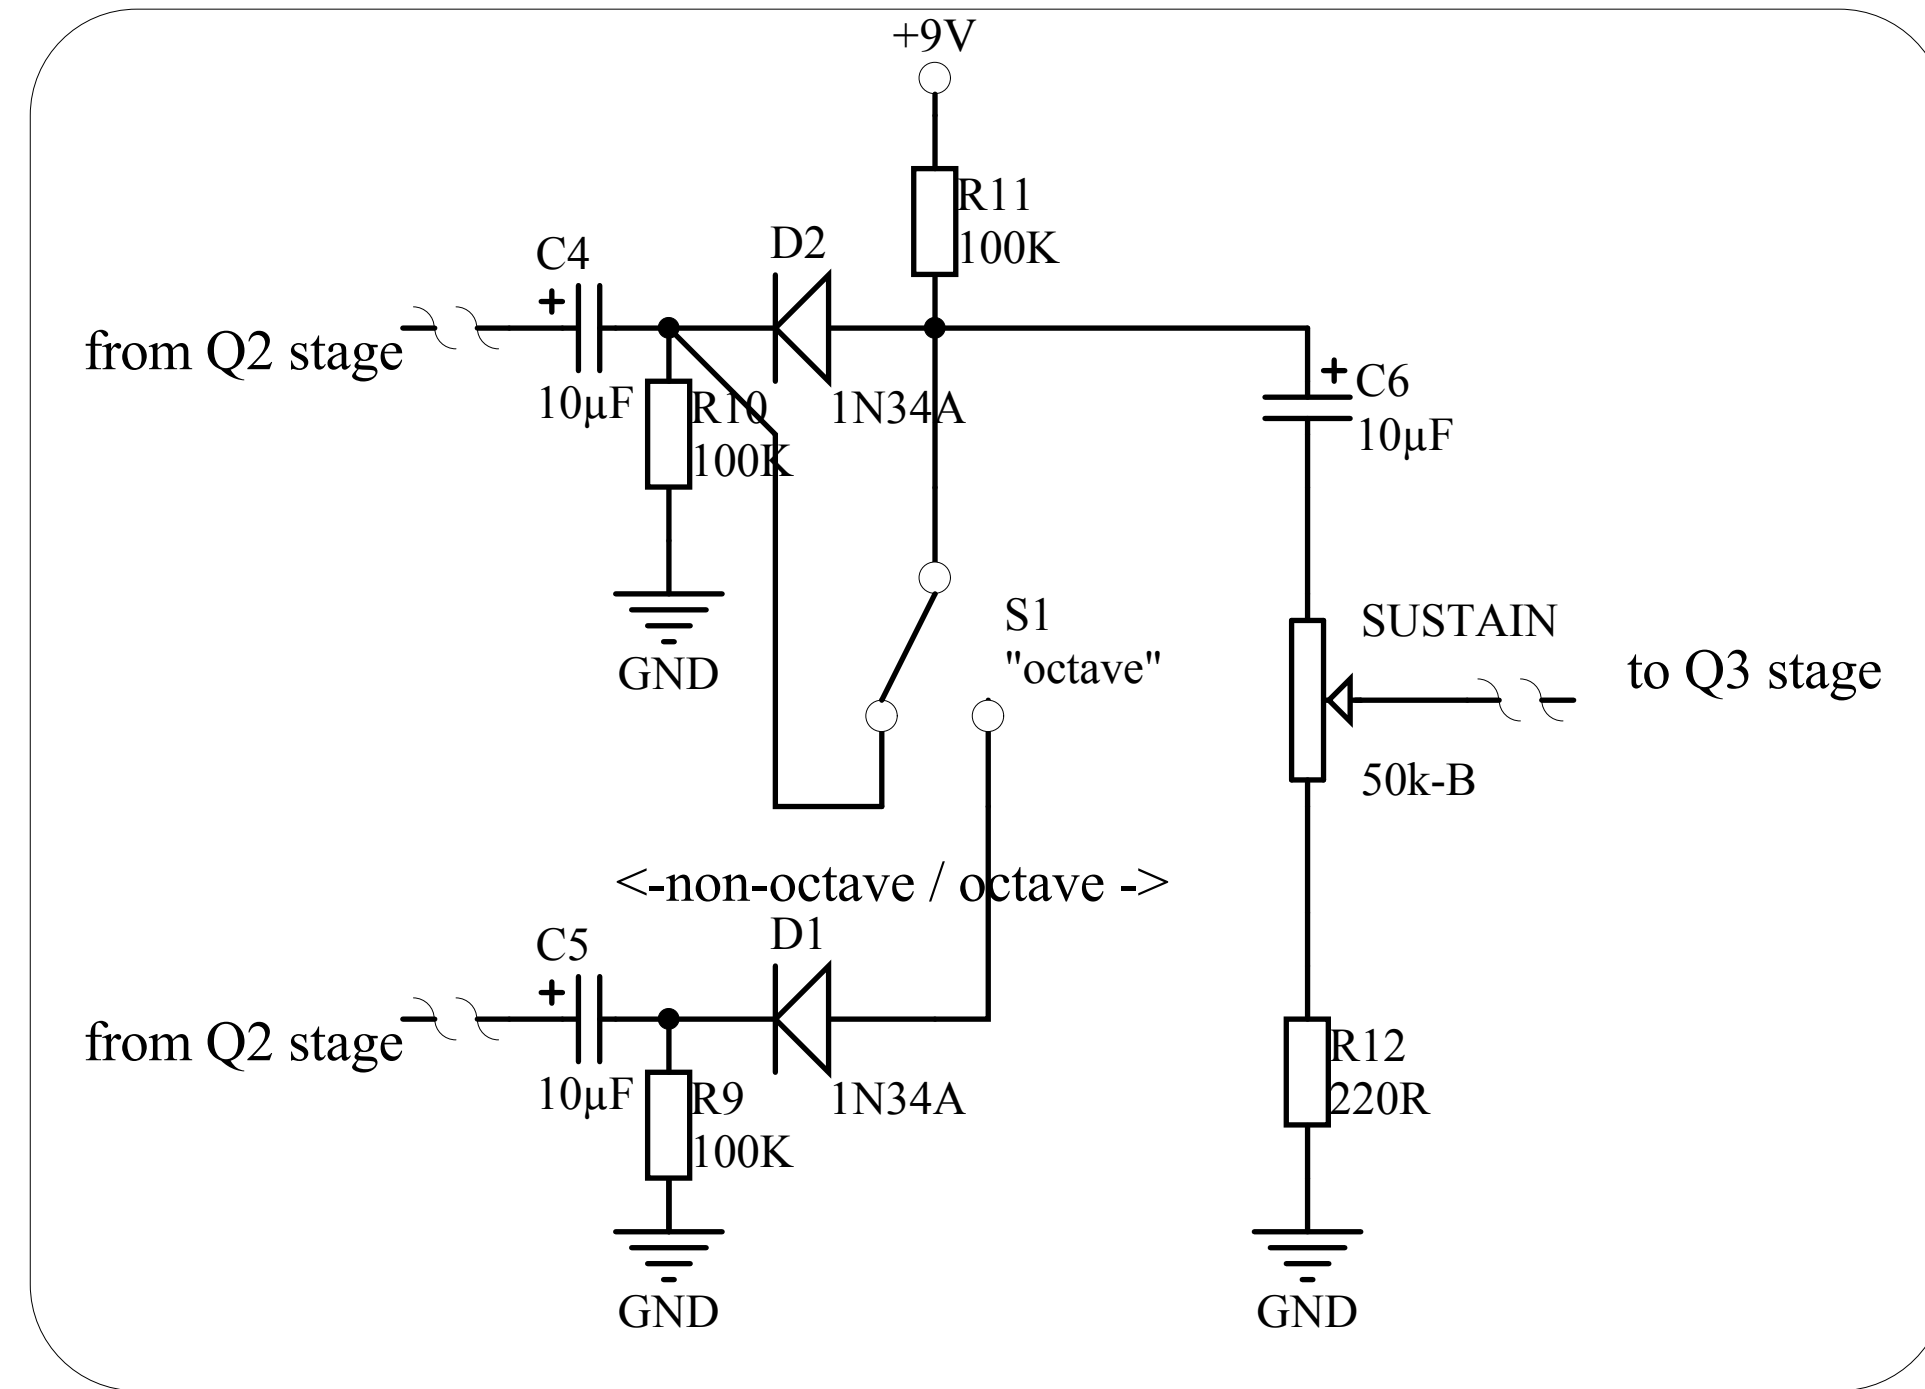 +9V
R11
100K
C4
+
10µF
D2
1N34A
from Q2 stage
R10
100K
GND
+
C6
10µF
S1
"octave"
SUSTAIN
50k-B
to Q3 stage
<-non-octave / octave ->
C5
+
10µF
D1
1N34A
from Q2 stage
R9
100K
GND
R12
220R
GND